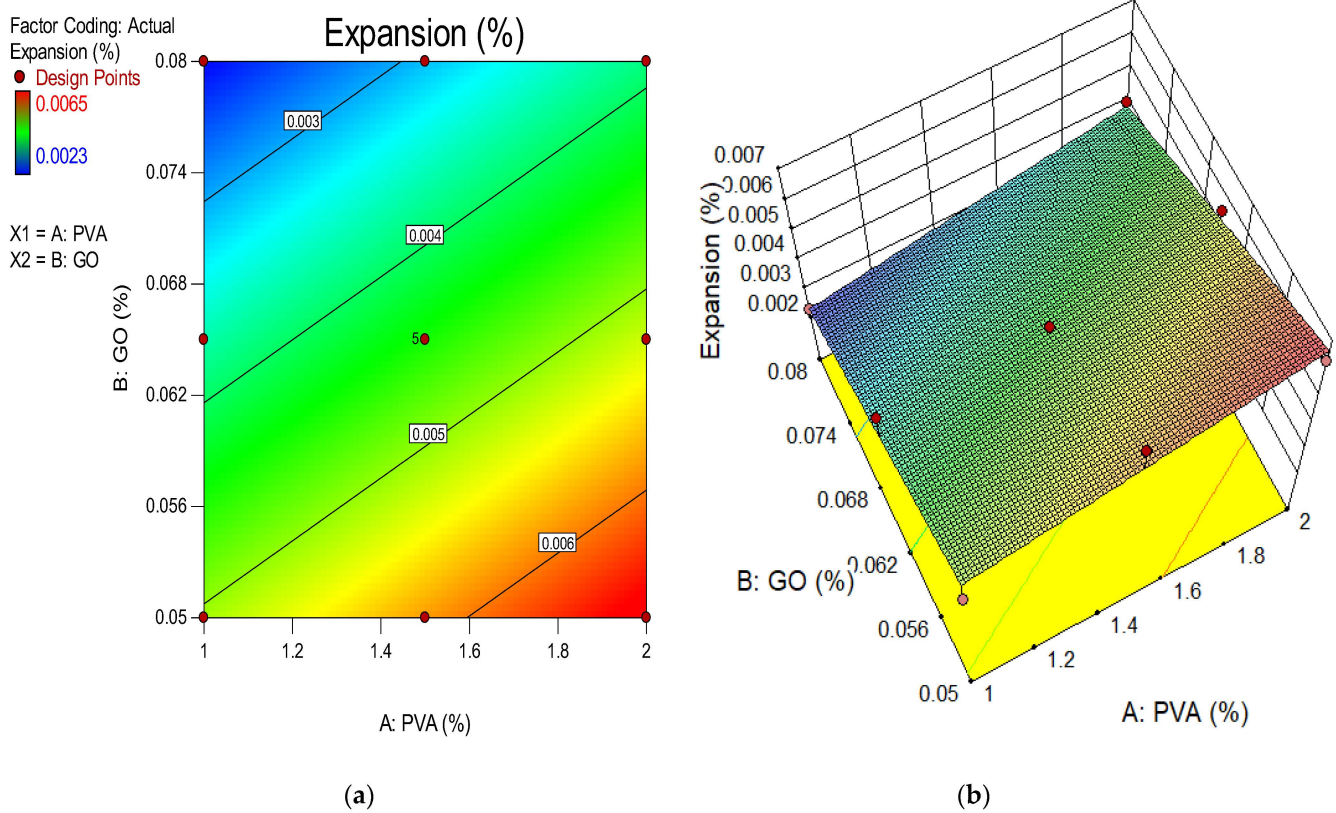 Factor Coding: Actual
Expansion (%)
Design Points
0.0065
0.0023
X1 = A: PVA
X2 = B: GO
Expansion (%)
0.08
0.074
0.068
0.062
0.056
0.05
B: GO (%)
0.003
0.004
5
0.005
0.006
1
1.2
1.4
1.6
1.8
2
A: PVA (%)
(a)
0.007
0.006
0.005
0.004
0.003
0.002
Expansion (%)
0.08
0.074
0.068
0.062
0.056
0.05
B: GO (%)
1
1.2
1.4
1.6
1.8
2
A: PVA (%)
(b)